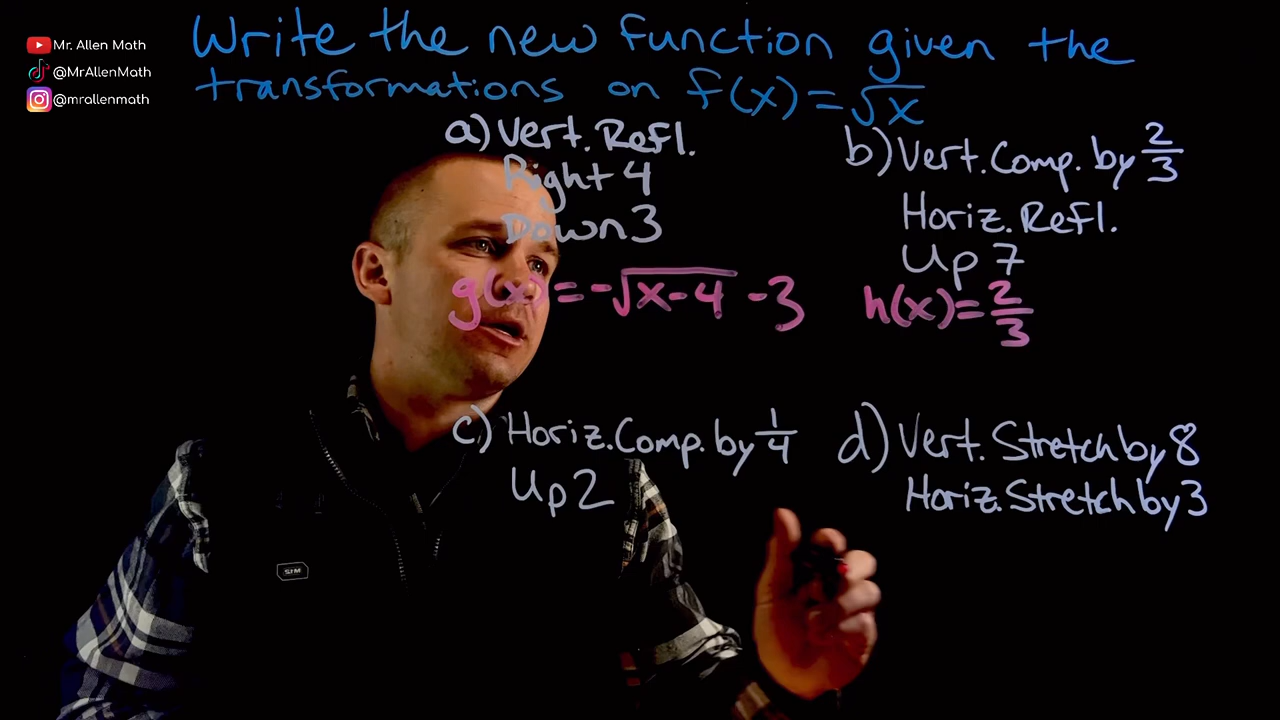 Mr. Allen Math
@MrAllenMath
@mrallenmath
Write the new function given the
transformations on f(x)=√x
a) Vert. Refl.
Right 4
Down 3
g(x)=-√x-4 -3
b) Vert. Comp. by 2/3
Horiz. Refl.
Up 7
h(x)=2/3
c) Horiz. Comp. by 1/4
Up 2
d) Vert. Stretch by 8
Horiz. Stretch by 3
SIM